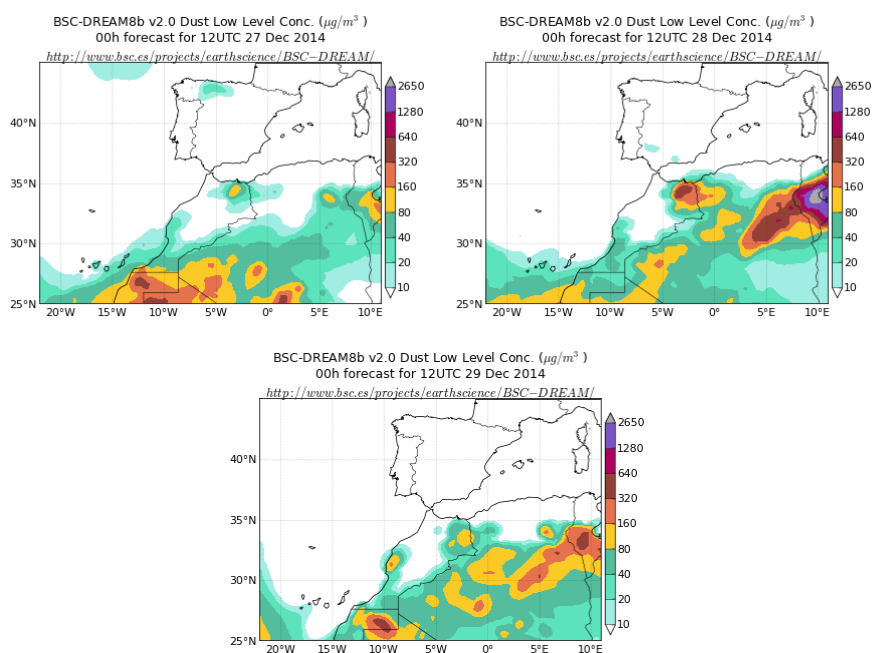 BSC-DREAM8b v2.0 Dust Low Level Conc. (μg/m³ )
00h forecast for 12UTC 27 Dec 2014
http://www.bsc.es/projects/earthscience/BSC−DREAM/
40°N
35°N
30°N
25°N
20°W
15°W
10°W
5°W
0°
5°E
10°E
2650
1280
640
320
160
80
40
20
10
BSC-DREAM8b v2.0 Dust Low Level Conc. (μg/m³ )
00h forecast for 12UTC 28 Dec 2014
http://www.bsc.es/projects/earthscience/BSC−DREAM/
40°N
35°N
30°N
25°N
20°W
15°W
10°W
5°W
0°
5°E
10°E
2650
1280
640
320
160
80
40
20
10
BSC-DREAM8b v2.0 Dust Low Level Conc. (μg/m³ )
00h forecast for 12UTC 29 Dec 2014
http://www.bsc.es/projects/earthscience/BSC−DREAM/
40°N
35°N
30°N
25°N
20°W
15°W
10°W
5°W
0°
5°E
10°E
2650
1280
640
320
160
80
40
20
10